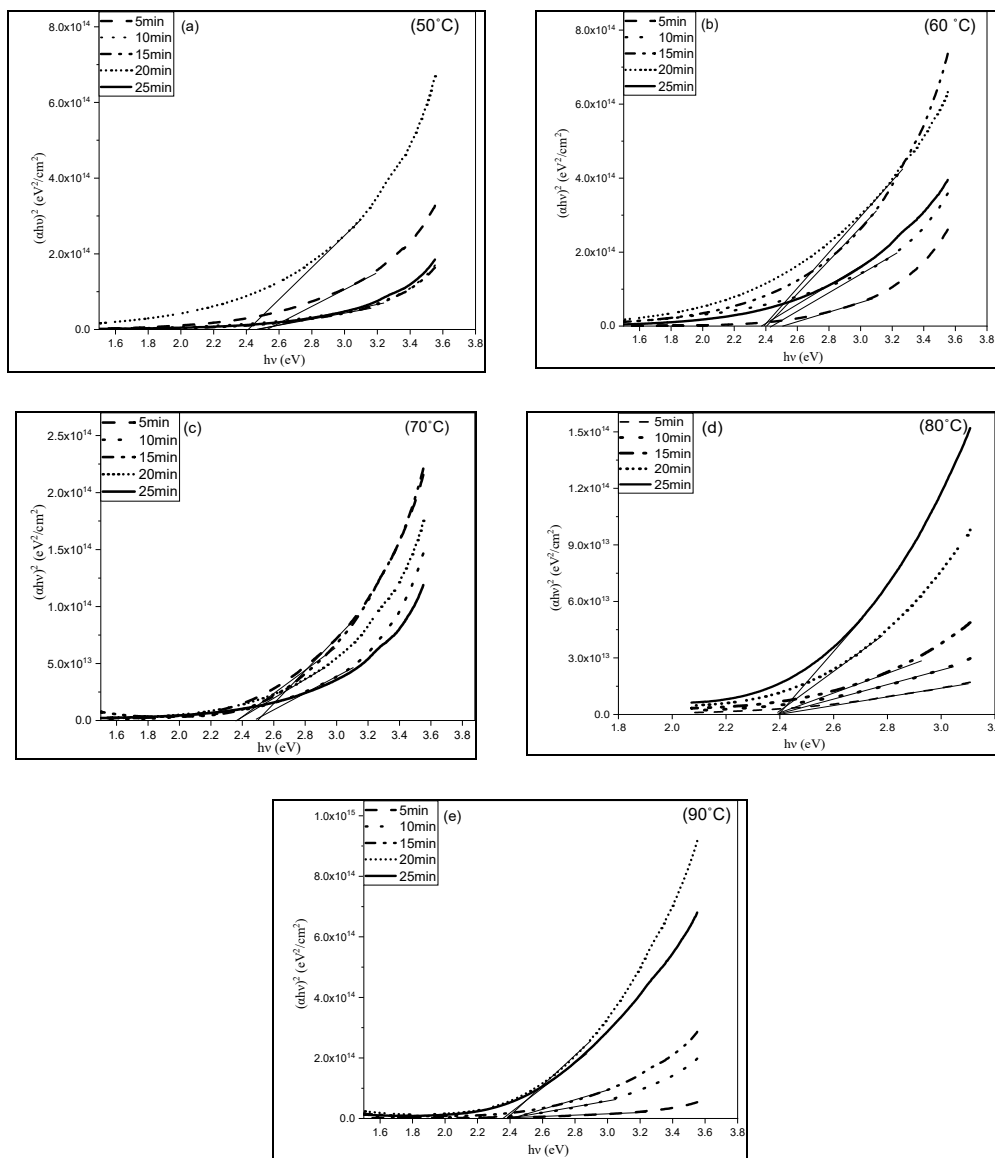 (a)
(50˚C)
5min
10min
15min
20min
25min
8.0x10¹⁴
6.0x10¹⁴
4.0x10¹⁴
2.0x10¹⁴
0.0
(αhυ)² (eV²/cm²)
1.6 1.8 2.0 2.2 2.4 2.6 2.8 3.0 3.2 3.4 3.6 3.8
hν (eV)
(b)
(60 ˚C)
5min
10min
15min
20min
25min
8.0x10¹⁴
6.0x10¹⁴
4.0x10¹⁴
2.0x10¹⁴
0.0
(αhν)² (eV²/cm²)
1.6 1.8 2.0 2.2 2.4 2.6 2.8 3.0 3.2 3.4 3.6 3.8
hν (eV)
(c)
(70˚C)
5min
10min
15min
20min
25min
2.5x10¹⁴
2.0x10¹⁴
1.5x10¹⁴
1.0x10¹⁴
5.0x10¹³
0.0
(αhν)² (eV²/cm²)
1.6 1.8 2.0 2.2 2.4 2.6 2.8 3.0 3.2 3.4 3.6 3.8
hν (eV)
(d)
(80˚C)
5min
10min
15min
20min
25min
1.5x10¹⁴
1.2x10¹⁴
9.0x10¹³
6.0x10¹³
3.0x10¹³
0.0
(αhν)² (eV²/cm²)
1.8 2.0 2.2 2.4 2.6 2.8 3.0
hν (eV)
(e)
(90˚C)
5min
10min
15min
20min
25min
1.0x10¹⁵
8.0x10¹⁴
6.0x10¹⁴
4.0x10¹⁴
2.0x10¹⁴
0.0
(αhν)² (eV²/cm²)
1.6 1.8 2.0 2.2 2.4 2.6 2.8 3.0 3.2 3.4 3.6 3.8
hν (eV)